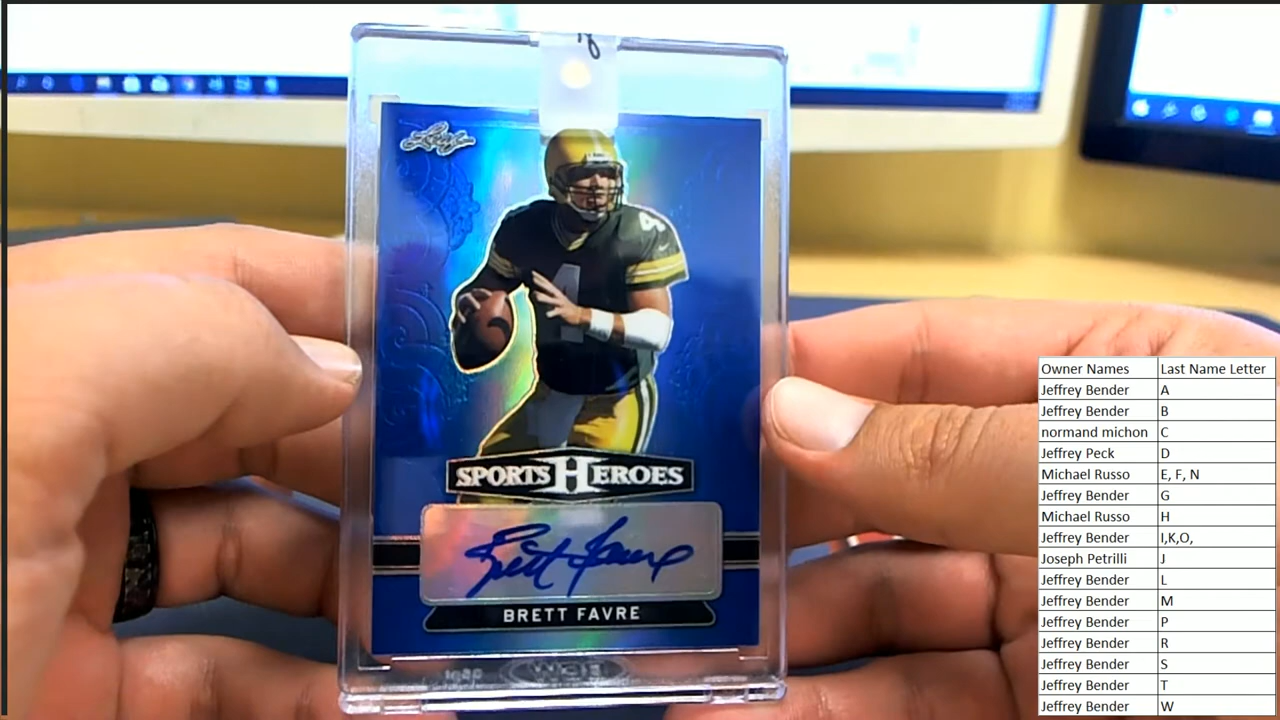 Leaf
4
4
SPORTS HEROES
Brett Favre
BRETT FAVRE
Owner Names Last Name Letter
Jeffrey Bender A
Jeffrey Bender B
normand michon C
Jeffrey Peck D
Michael Russo E, F, N
Jeffrey Bender G
Michael Russo H
Jeffrey Bender I,K,O,
Joseph Petrilli J
Jeffrey Bender L
Jeffrey Bender M
Jeffrey Bender P
Jeffrey Bender R
Jeffrey Bender S
Jeffrey Bender T
Jeffrey Bender W